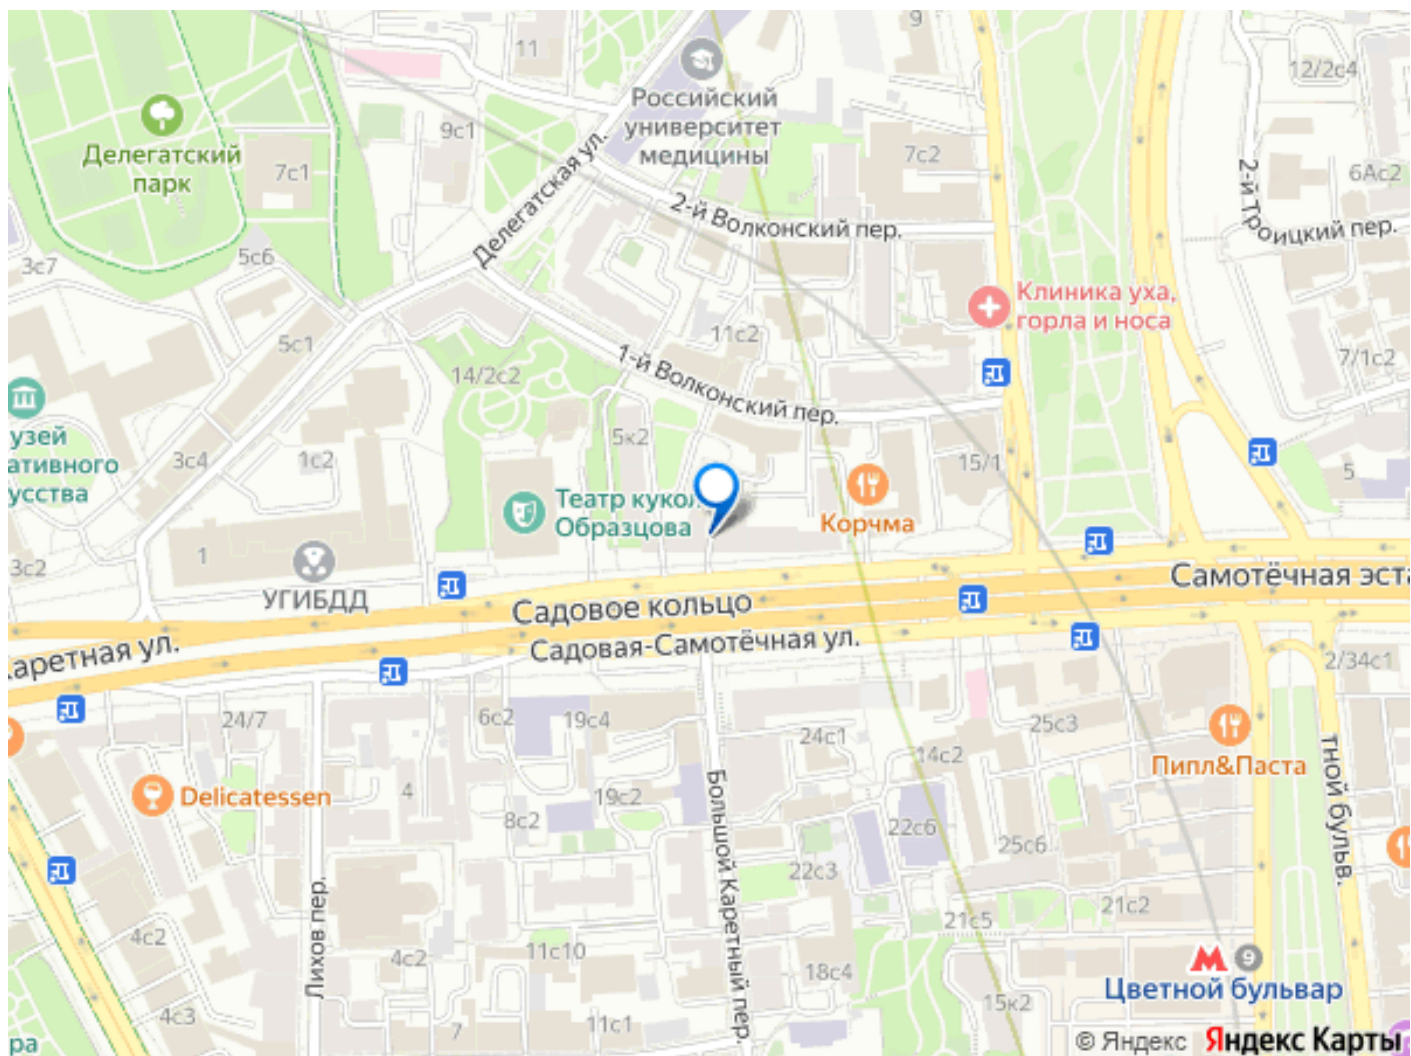 11
9
12/2с4
Российский
университет
медицины
9с1
Делегатский
парк
7с1
7с2
6Ас2
Делегатская ул.
2-й Волконский пер.
2-й Троицкий пер.
3с7
5с6
Клиника уха,
горла и носа
5с1
11с2
7/1с2
14/2с2
1-й Волконский пер.
узей
ативного
усства
3с4
1с2
5к2
15/1
5
Театр кукол
Образцова
Корчма
1
3с2
УГИБДД
Самотёчная эста
Садовое кольцо
Садовая-Самотёчная ул.
Каретная ул.
2/34с1
24/7
6с2
19с4
24с1
25с3
14с2
Пипл&Паста
тной бульв.
Delicatessen
4
19с2
8с2
22с6
25с6
22с3
Большой Каретный пер.
Лихов пер.
21с5
21с2
4с2
4с2
11с10
18с4
9
Цветной бульвар
15к2
4с3
7
11с1
ра
© Яндекс Яндекс Карты